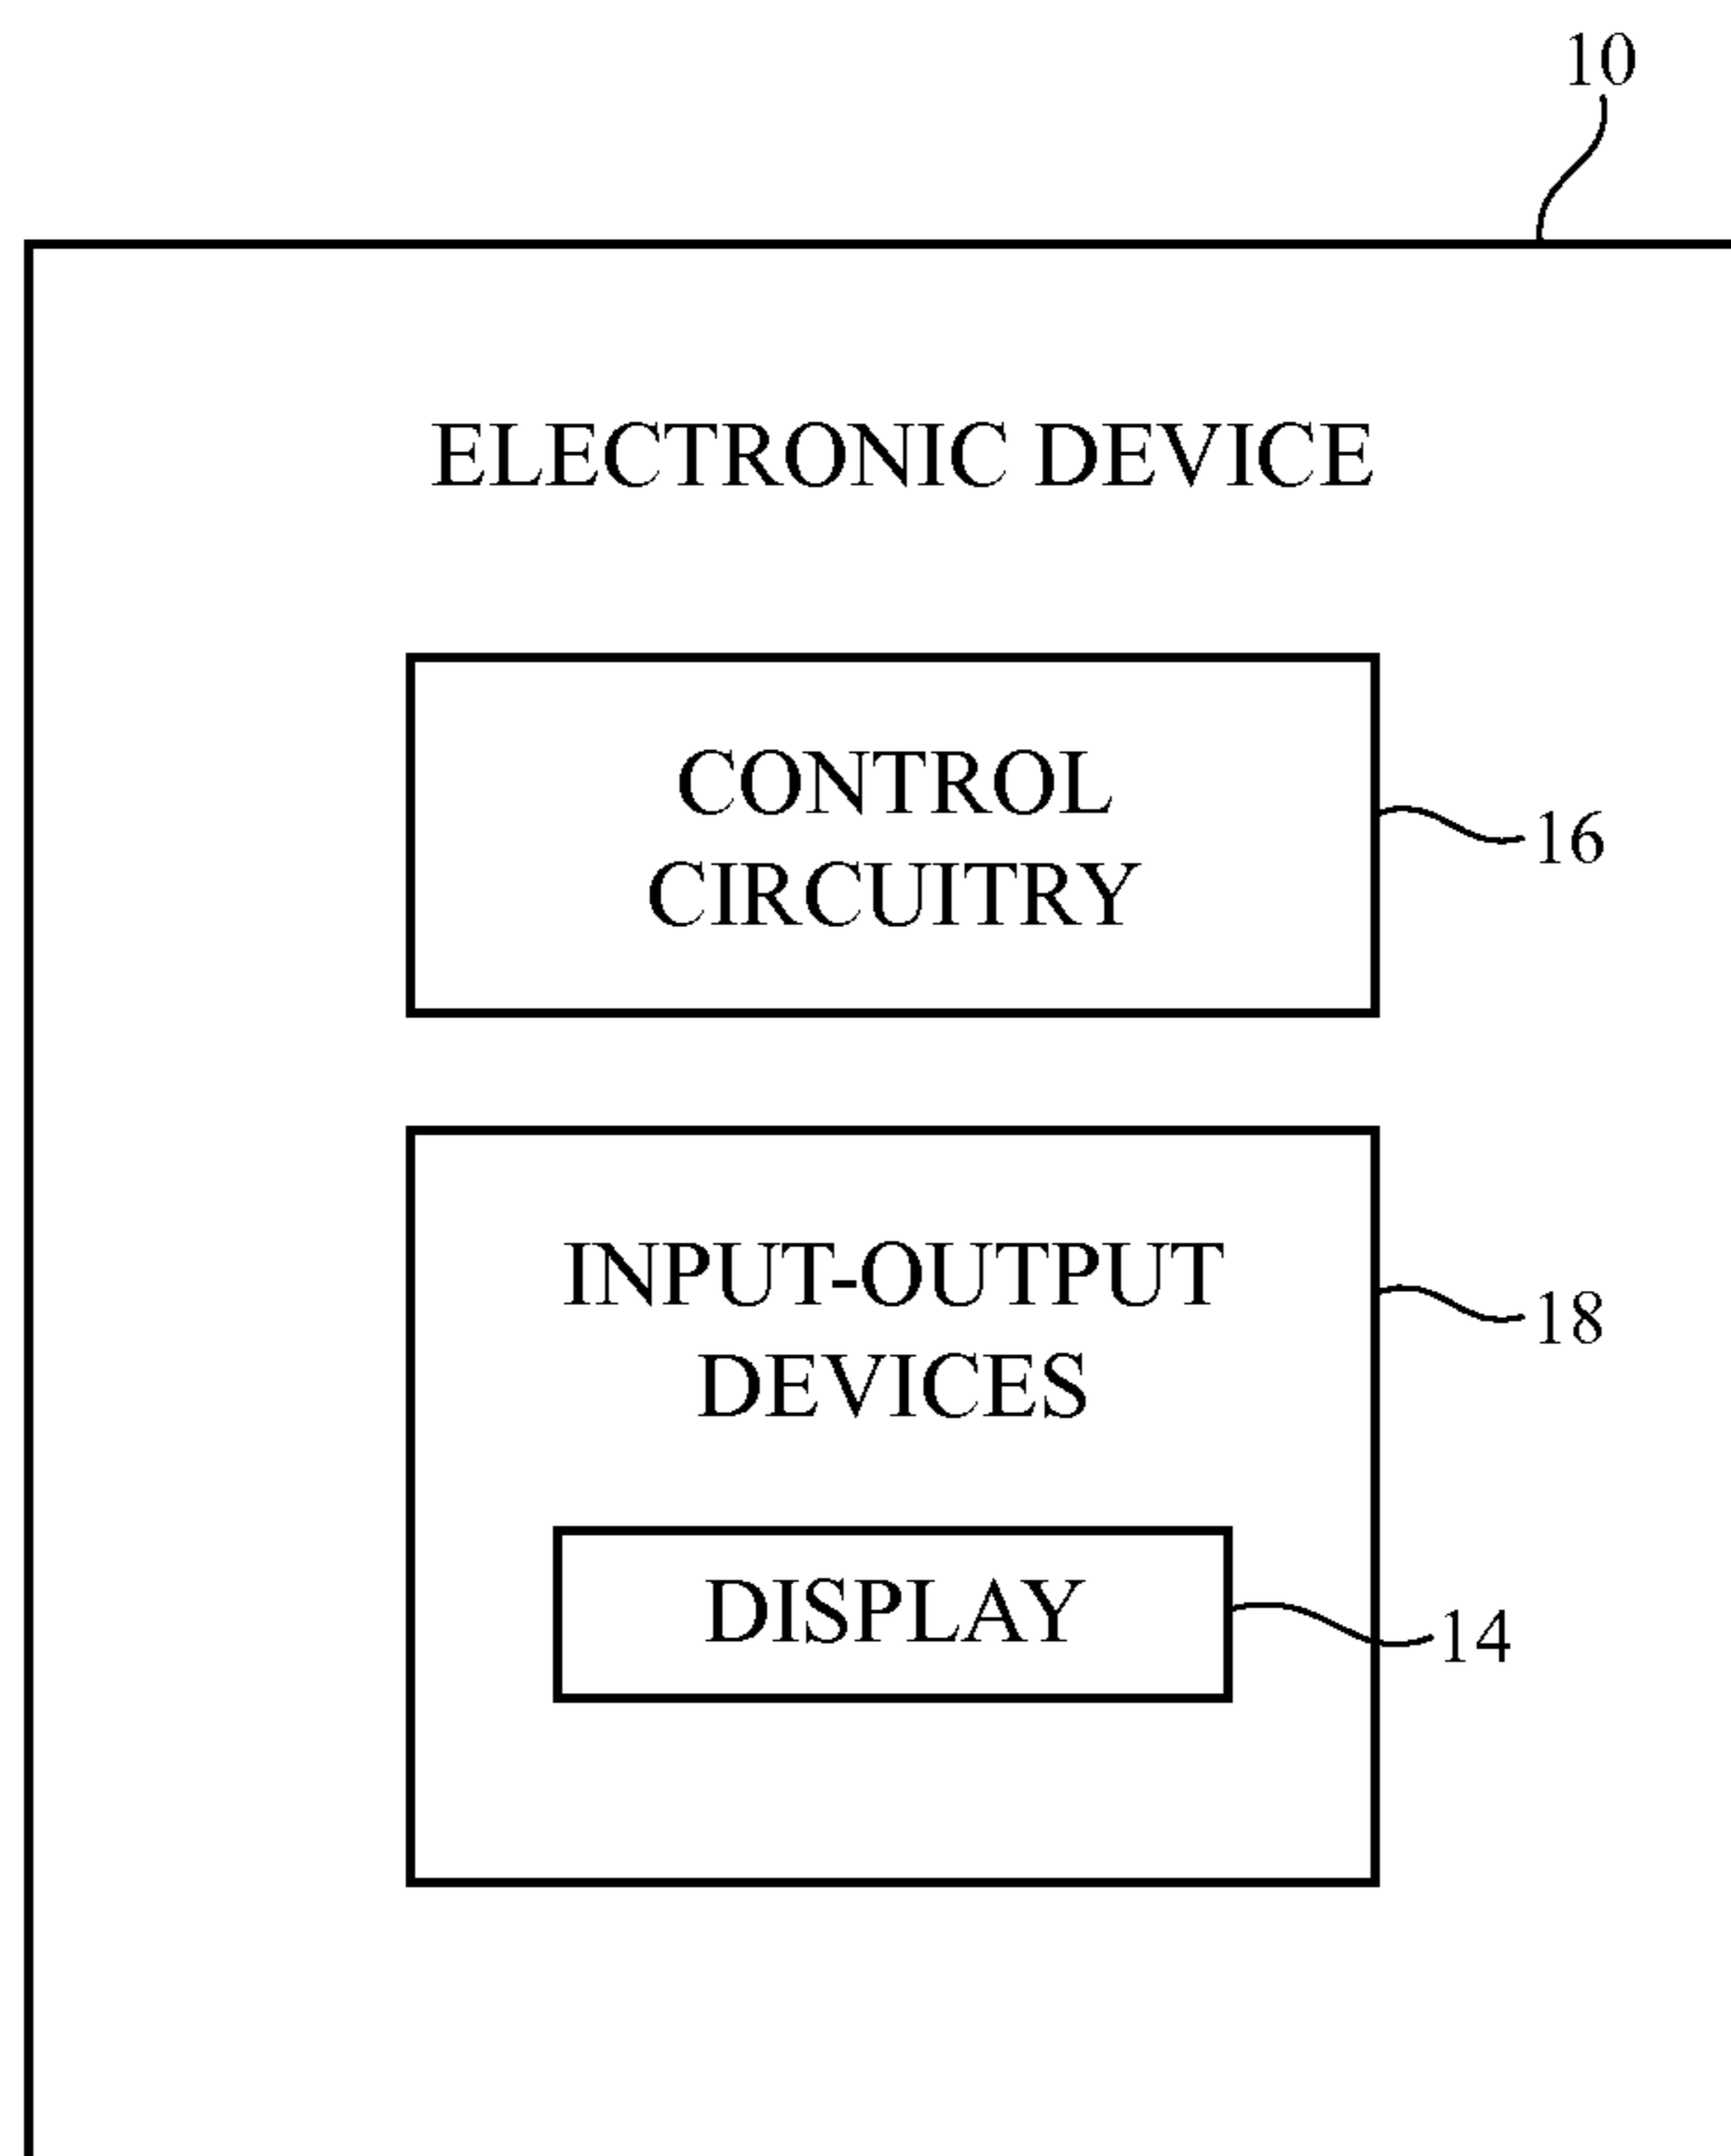 10
ELECTRONIC DEVICE
CONTROL
CIRCUITRY
16
INPUT-OUTPUT
DEVICES
18
DISPLAY
14